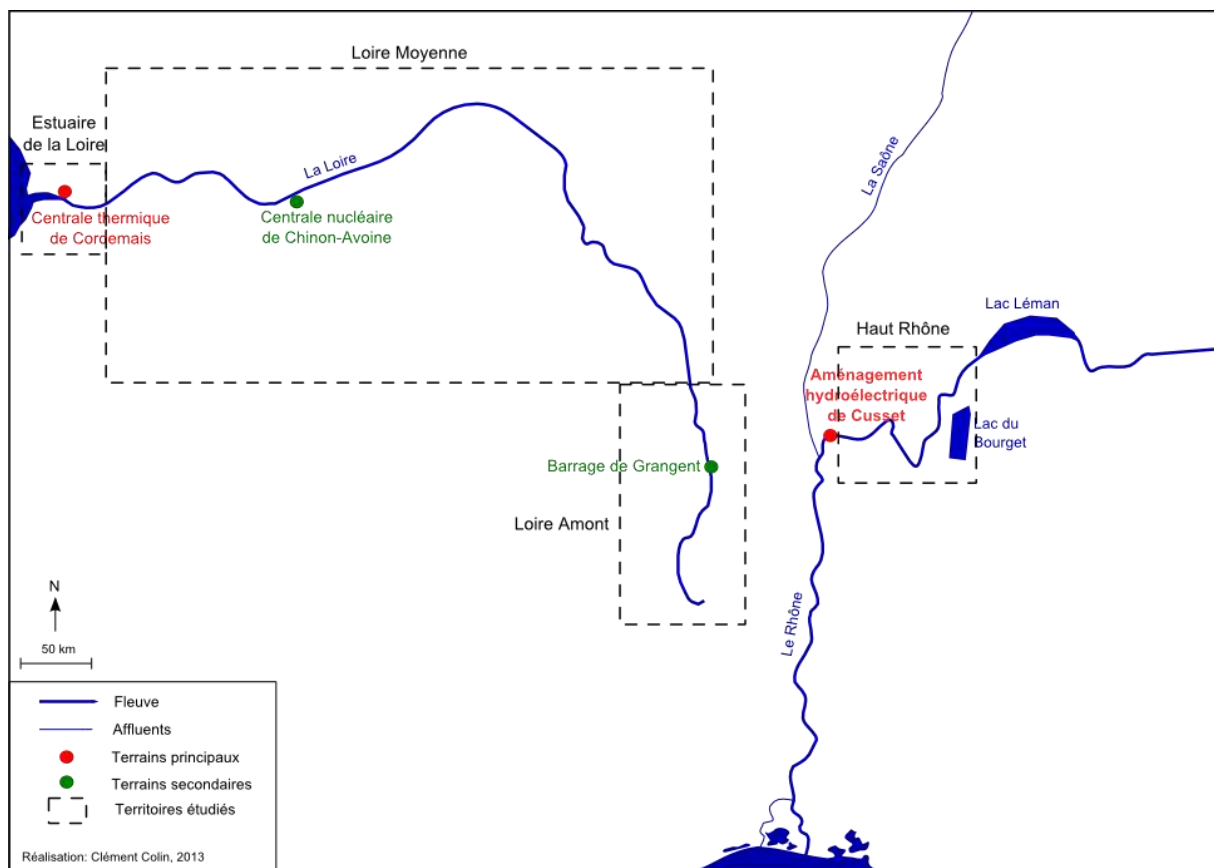 Loire Moyenne
Estuaire
de la Loire
La Loire
La Saône
Centrale thermique
de Cordemais
Centrale nucléaire
de Chinon-Avoine
Lac Léman
Haut Rhône
Aménagement
hydroélectrique
de Cusset
Lac du
Bourget
Barrage de Grangent
Loire Amont
Le Rhône
N
50 km
Fleuve
Affluents
Terrains principaux
Terrains secondaires
Territoires étudiés
Réalisation: Clément Colin, 2013